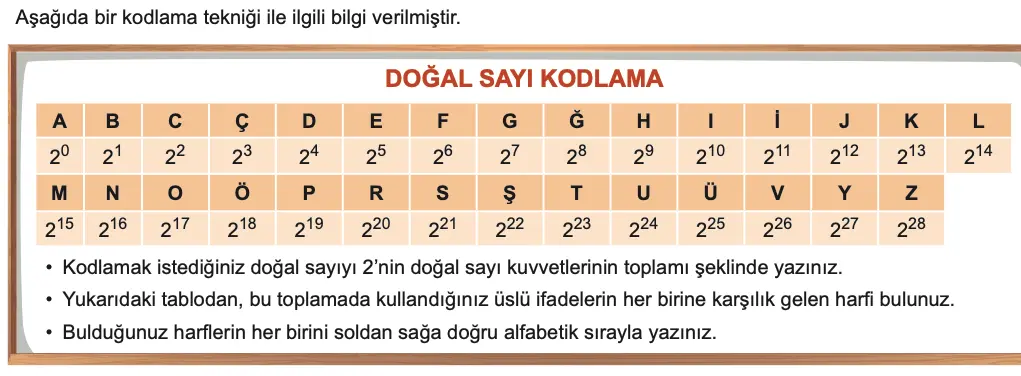 Aşağıda bir kodlama tekniği ile ilgili bilgi verilmiştir.
DOĞAL SAYI KODLAMA
A B C Ç D E F G Ğ H I İ J K L
2⁰ 2¹ 2² 2³ 2⁴ 2⁵ 2⁶ 2⁷ 2⁸ 2⁹ 2¹⁰ 2¹¹ 2¹² 2¹³ 2¹⁴
M N O Ö P R S Ş T U Ü V Y Z
2¹⁵ 2¹⁶ 2¹⁷ 2¹⁸ 2¹⁹ 2²⁰ 2²¹ 2²² 2²³ 2²⁴ 2²⁵ 2²⁶ 2²⁷ 2²⁸
• Kodlamak istediğiniz doğal sayıyı 2’nin doğal sayı kuvvetlerinin toplamı şeklinde yazınız.
• Yukarıdaki tablodan, bu toplamada kullandığınız üslü ifadelerin her birine karşılık gelen harfi bulunuz.
• Bulduğunuz harflerin her birini soldan sağa doğru alfabetik sırayla yazınız.